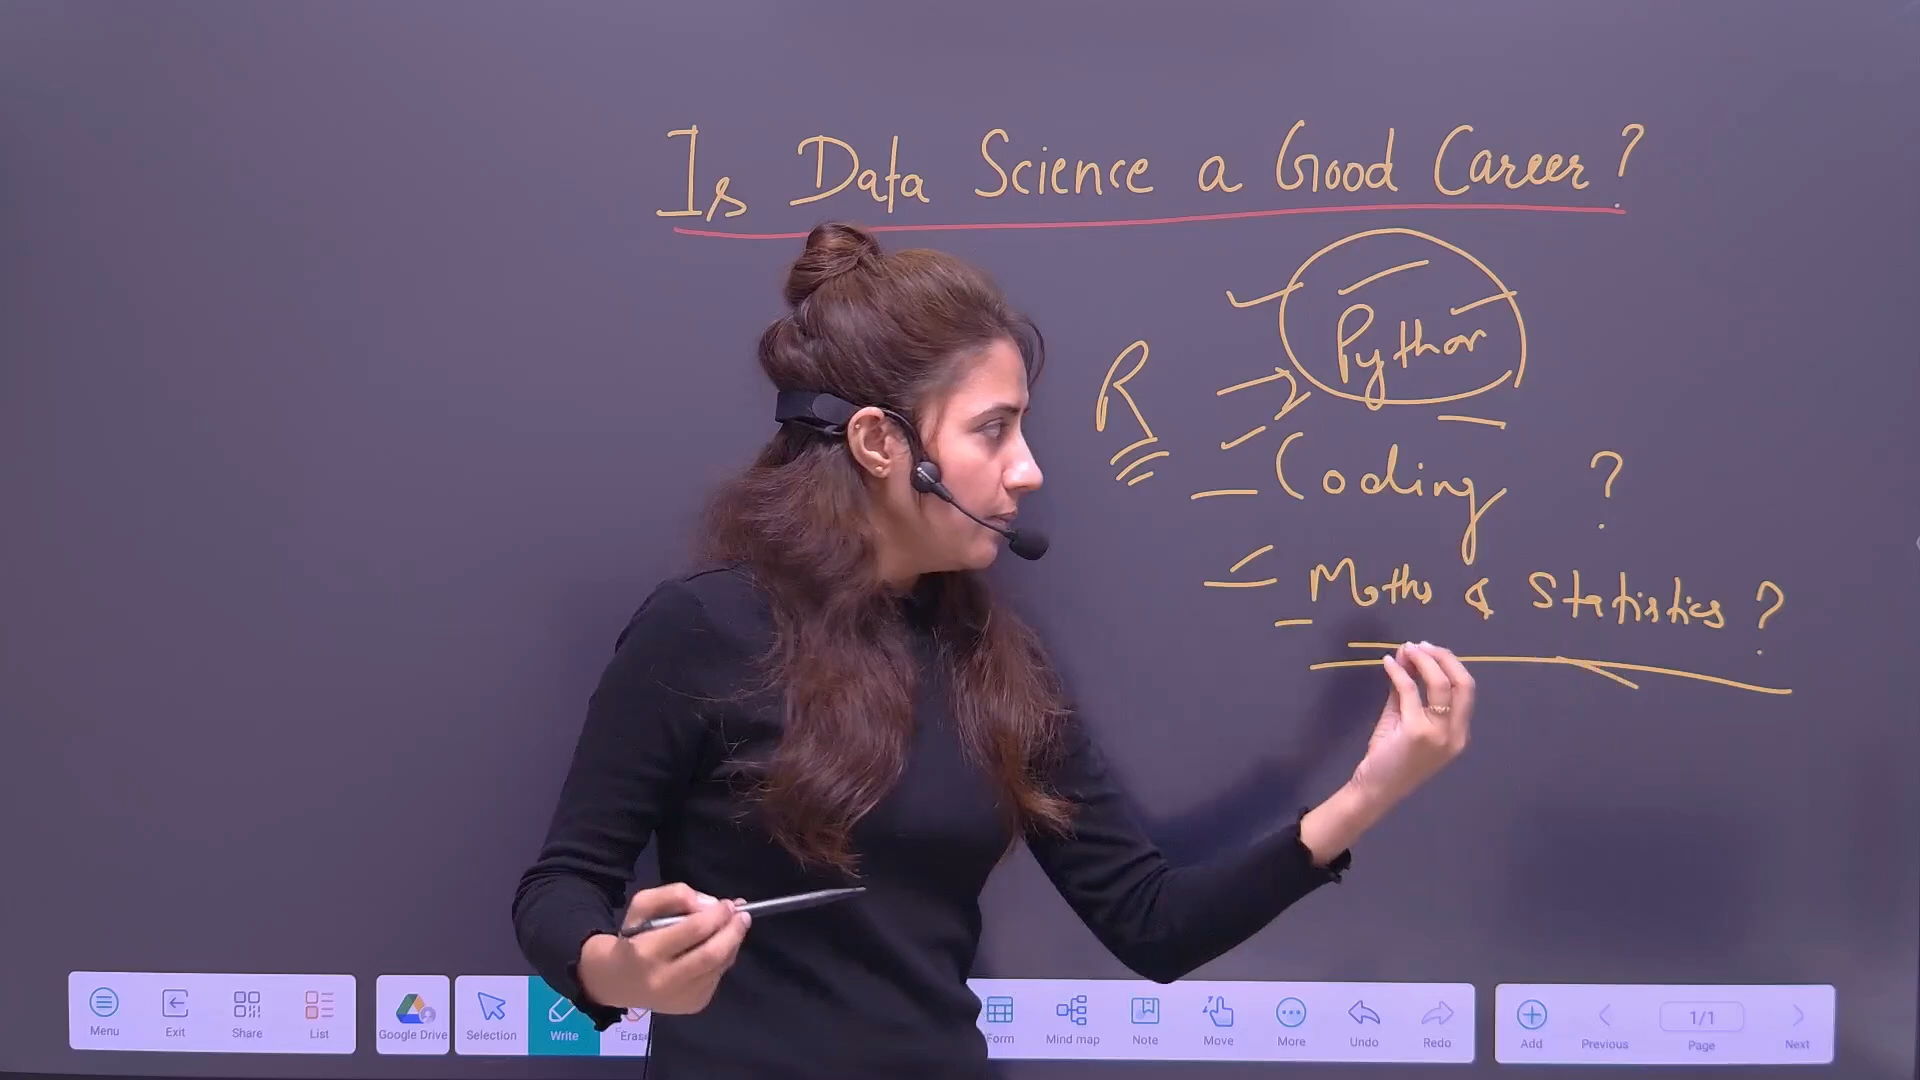 Is Data Science a Good Career?
Python
R
Coding ?
Maths & Statistics ?
Menu
Exit
Share
List
Google Drive
Selection
Write
Form
Mind map
Note
Move
More
Undo
Redo
Add
Previous
1/1
Page
Next